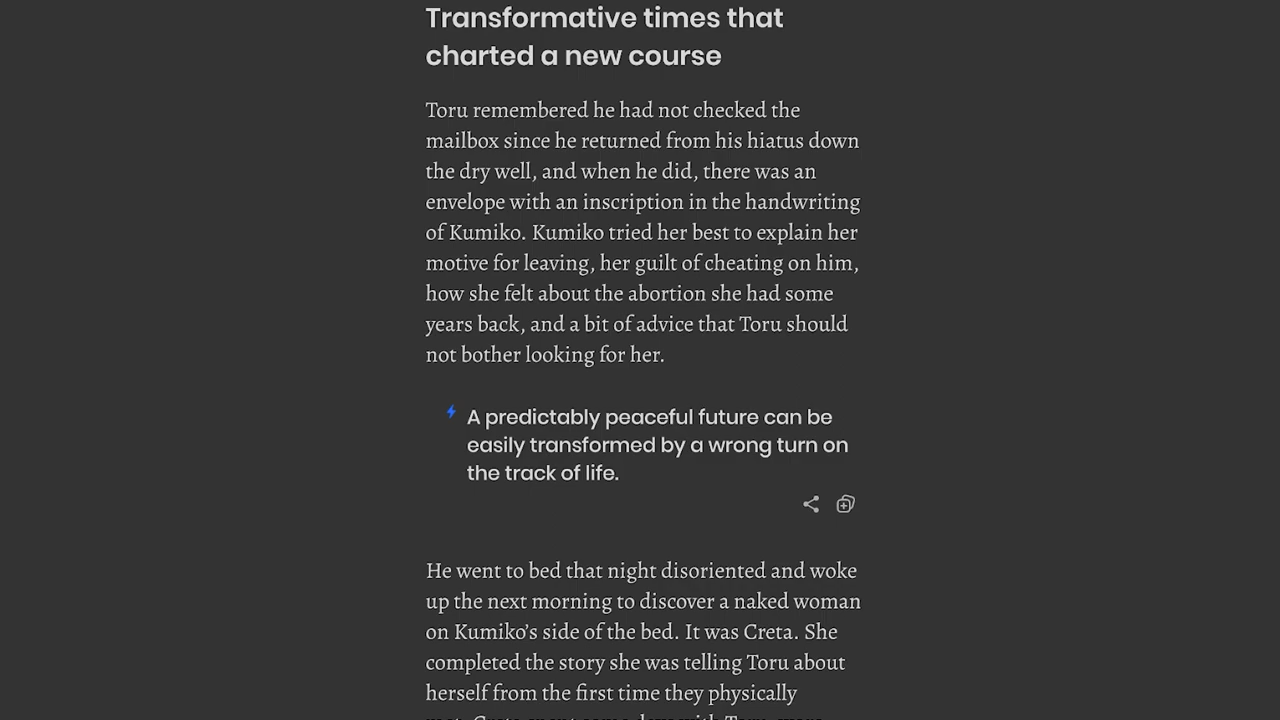 Transformative times that
charted a new course
Toru remembered he had not checked the
mailbox since he returned from his hiatus down
the dry well, and when he did, there was an
envelope with an inscription in the handwriting
of Kumiko. Kumiko tried her best to explain her
motive for leaving, her guilt of cheating on him,
how she felt about the abortion she had some
years back, and a bit of advice that Toru should
not bother looking for her.
A predictably peaceful future can be
easily transformed by a wrong turn on
the track of life.
He went to bed that night disoriented and woke
up the next morning to discover a naked woman
on Kumiko’s side of the bed. It was Creta. She
completed the story she was telling Toru about
herself from the first time they physically